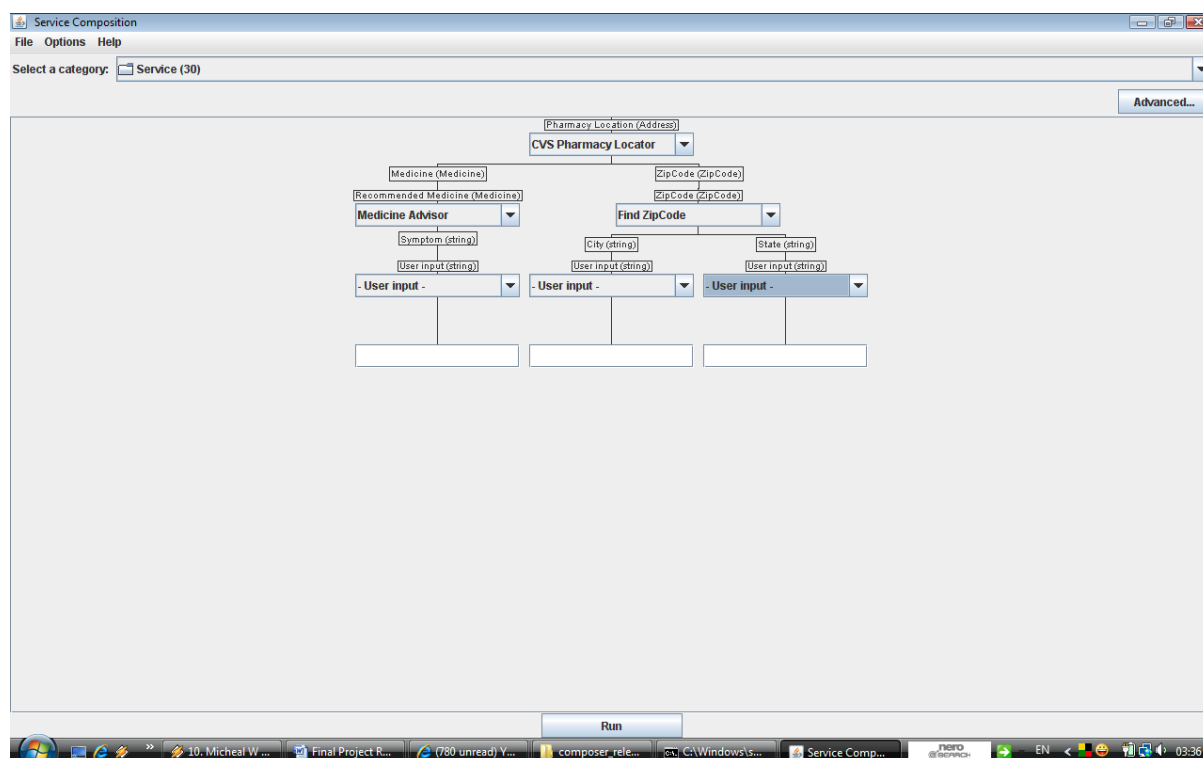 Service Composition
File Options Help
Select a category: Service (30)
Advanced...
Pharmacy Location (Address)
CVS Pharmacy Locator
Medicine (Medicine) ZipCode (ZipCode)
Recommended Medicine (Medicine) ZipCode (ZipCode)
Medicine Advisor Find ZipCode
Symptom (string) City (string) State (string)
User input (string) User input (string) User input (string)
- User input - - User input - - User input -
Run
» 10. Micheal W ... Final Project R... (780 unread) Y... composer_rele... C:\Windows\s... Service Comp... nero SEARCH EN < 03:36